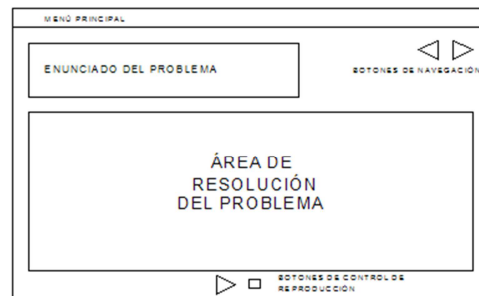 MENÚ PRINCIPAL
ENUNCIADO DEL PROBLEMA
BOTONES DE NAVEGACIÓN
ÁREA DE
RESOLUCIÓN
DEL PROBLEMA
BOTONES DE CONTROL DE
REPRODUCCIÓN